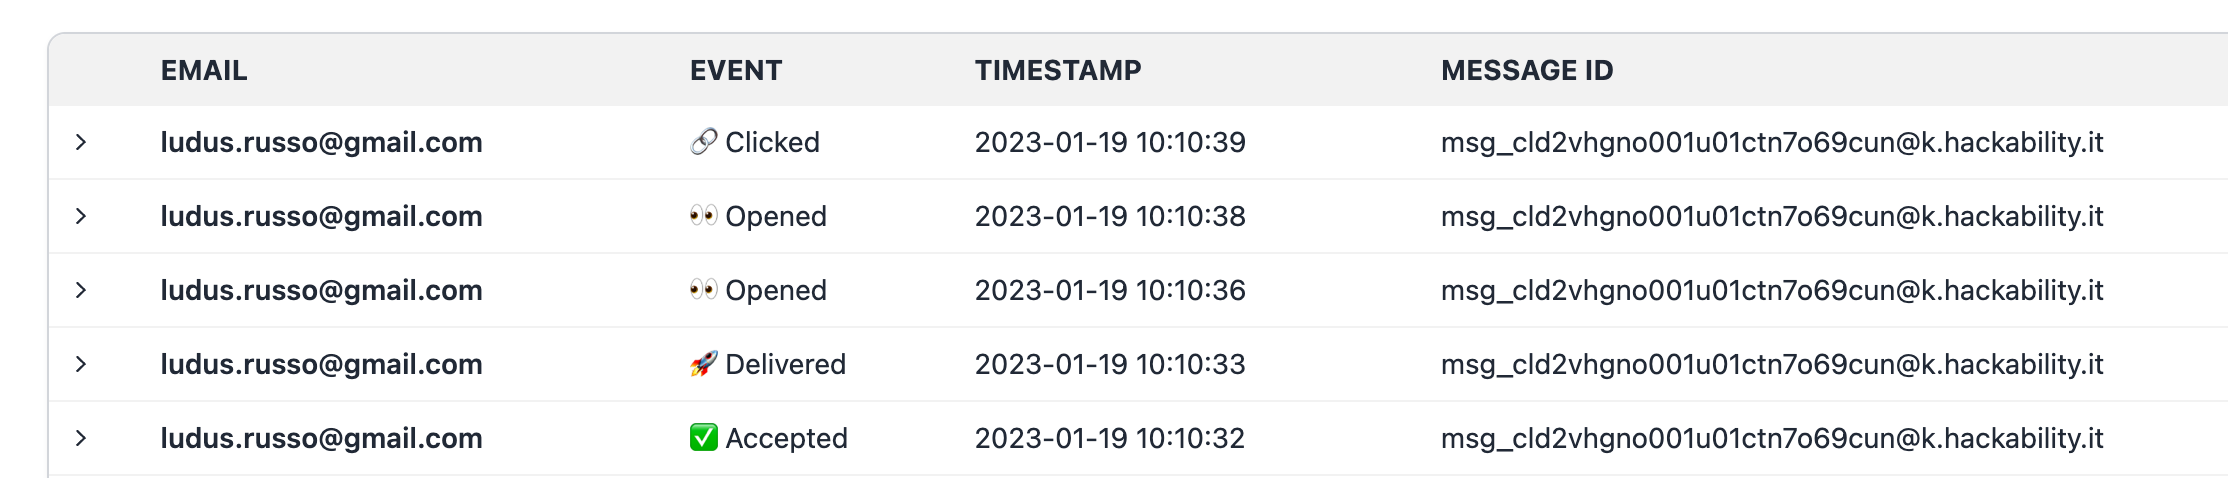 EMAIL EVENT TIMESTAMP MESSAGE ID
ludus.russo@gmail.com 🔗 Clicked 2023-01-19 10:10:39 msg_cld2vhgno001u01ctn7o69cun@k.hackability.it
ludus.russo@gmail.com 👀 Opened 2023-01-19 10:10:38 msg_cld2vhgno001u01ctn7o69cun@k.hackability.it
ludus.russo@gmail.com 👀 Opened 2023-01-19 10:10:36 msg_cld2vhgno001u01ctn7o69cun@k.hackability.it
ludus.russo@gmail.com 🚀 Delivered 2023-01-19 10:10:33 msg_cld2vhgno001u01ctn7o69cun@k.hackability.it
ludus.russo@gmail.com ✅ Accepted 2023-01-19 10:10:32 msg_cld2vhgno001u01ctn7o69cun@k.hackability.it